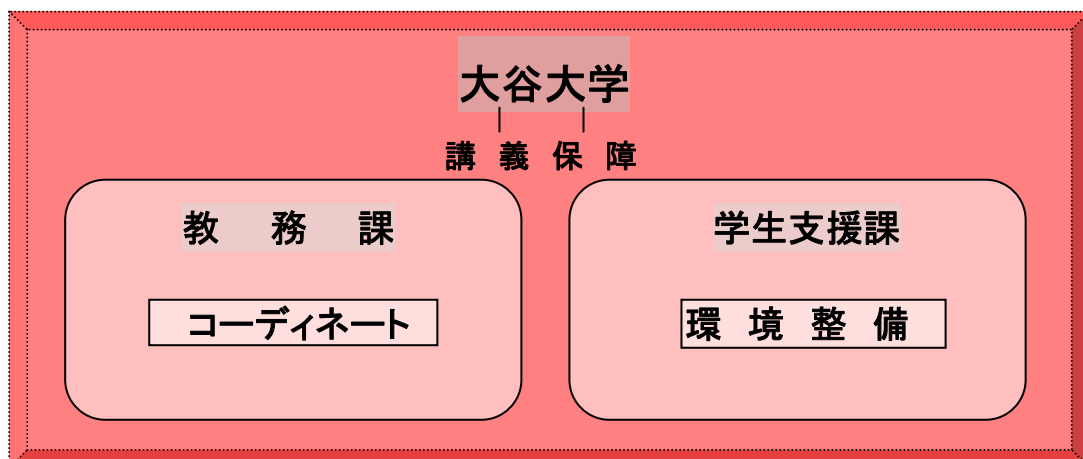 大谷大学
講 義 保 障
教 務 課
学生支援課
コーディネート
環 境 整 備